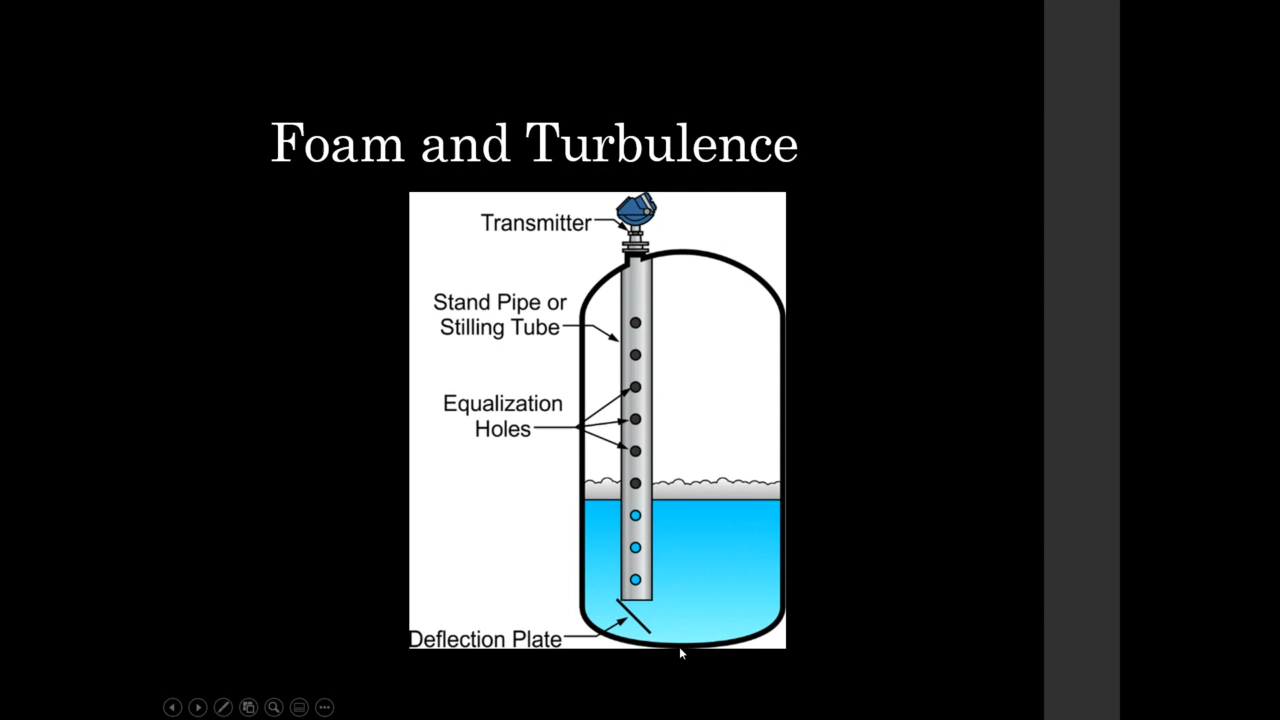 Foam and Turbulence
Transmitter
Stand Pipe or
Stilling Tube
Equalization
Holes
Deflection Plate